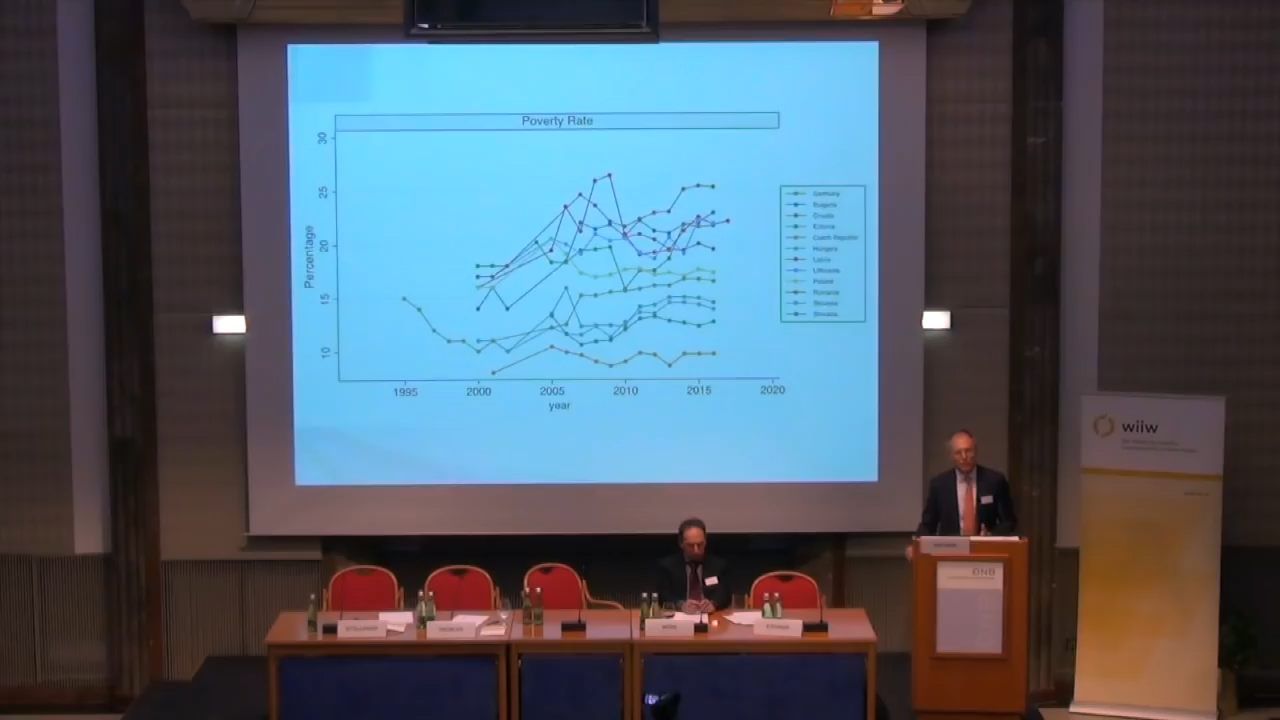 Poverty Rate
30
25
20
15
10
Percentage
1995 2000 2005 2010 2015 2020
year
Germany
Bulgaria
Croatia
Estonia
Czech Republic
Hungary
Latvia
Lithuania
Poland
Romania
Slovenia
Slovakia
wiiw
ÖNB